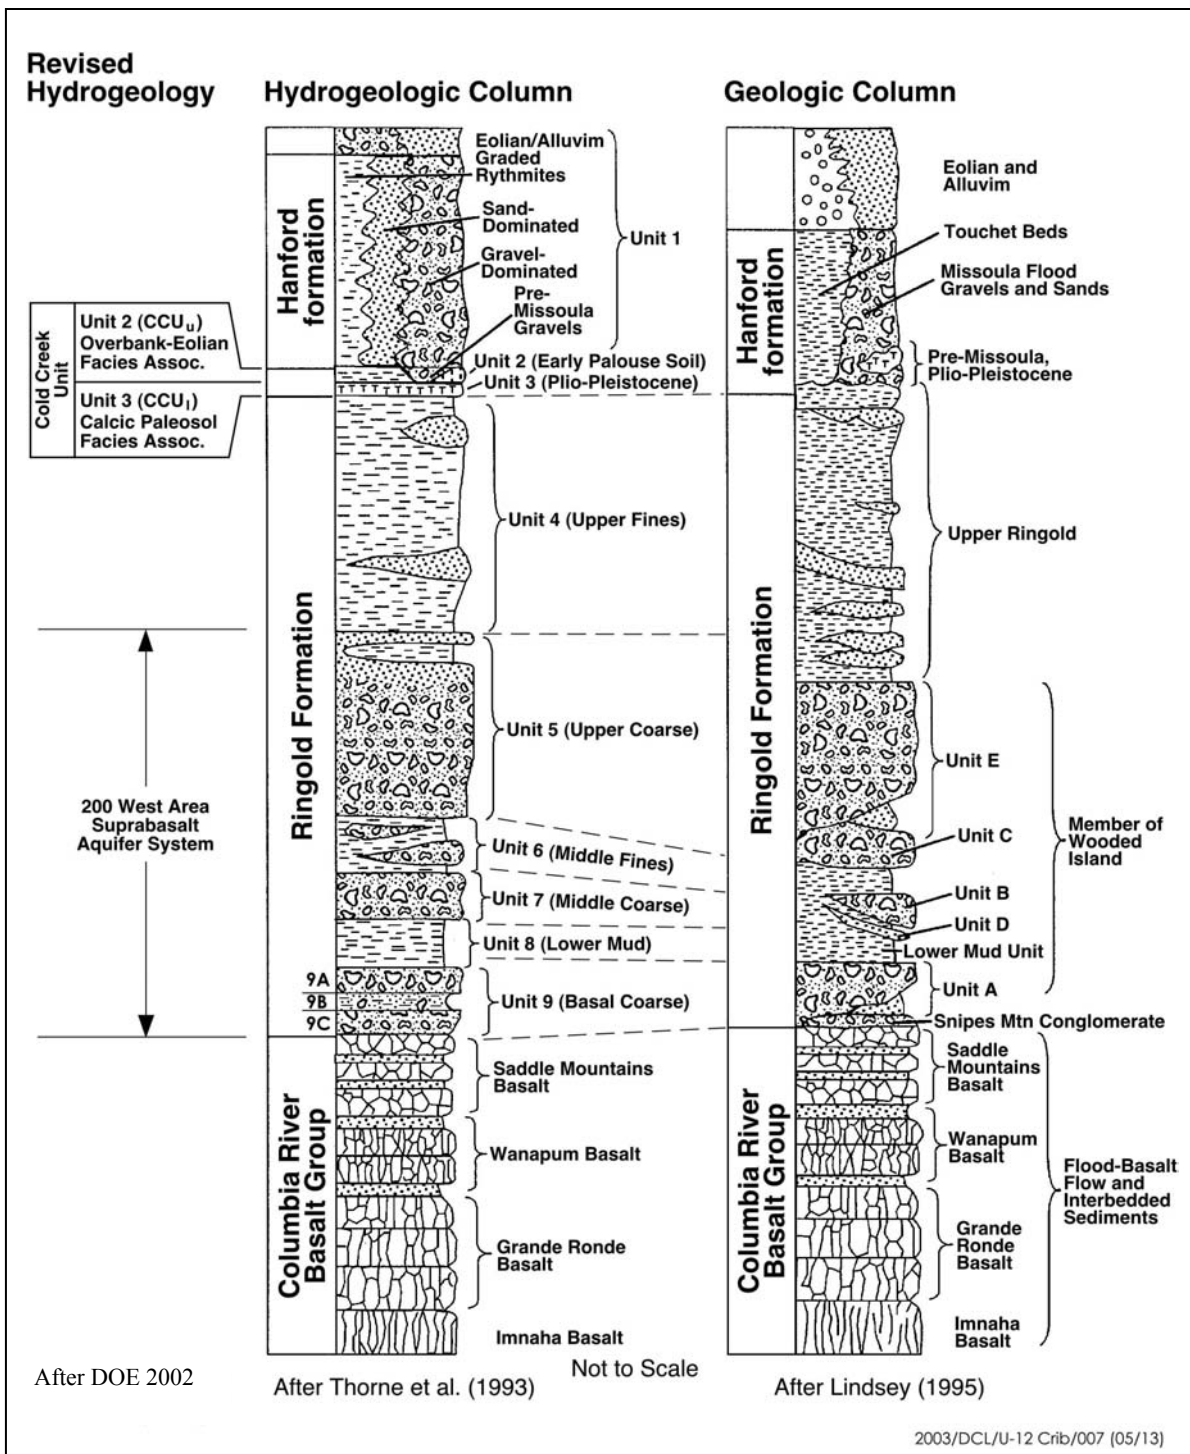 Revised
Hydrogeology
Hydrogeologic Column
Geologic Column
Cold Creek
Unit
Unit 2 (CCUu)
Overbank-Eolian
Facies Assoc.
Unit 3 (CCUl)
Calcic Paleosol
Facies Assoc.
200 West Area
Suprabasalt
Aquifer System
Hanford
formation
Ringold Formation
Columbia River
Basalt Group
Eolian/Alluvim
Graded
Rythmites
Sand-
Dominated
Gravel-
Dominated
Pre-
Missoula
Gravels
Unit 1
Unit 2 (Early Palouse Soil)
Unit 3 (Plio-Pleistocene)
Unit 4 (Upper Fines)
Unit 5 (Upper Coarse)
Unit 6 (Middle Fines)
Unit 7 (Middle Coarse)
Unit 8 (Lower Mud)
9A
9B
9C
Unit 9 (Basal Coarse)
Saddle Mountains
Basalt
Wanapum Basalt
Grande Ronde
Basalt
Imnaha Basalt
Hanford
formation
Ringold Formation
Columbia River
Basalt Group
Eolian and
Alluvim
Touchet Beds
Missoula Flood
Gravels and Sands
Pre-Missoula,
Plio-Pleistocene
Upper Ringold
Unit E
Unit C
Unit B
Unit D
Lower Mud Unit
Unit A
Member of
Wooded
Island
Snipes Mtn Conglomerate
Saddle
Mountains
Basalt
Wanapum
Basalt
Grande
Ronde
Basalt
Imnaha
Basalt
Flood-Basalt
Flow and
Interbedded
Sediments
After DOE 2002
Not to Scale
After Thorne et al. (1993)
After Lindsey (1995)
2003/DCL/U-12 Crib/007 (05/13)